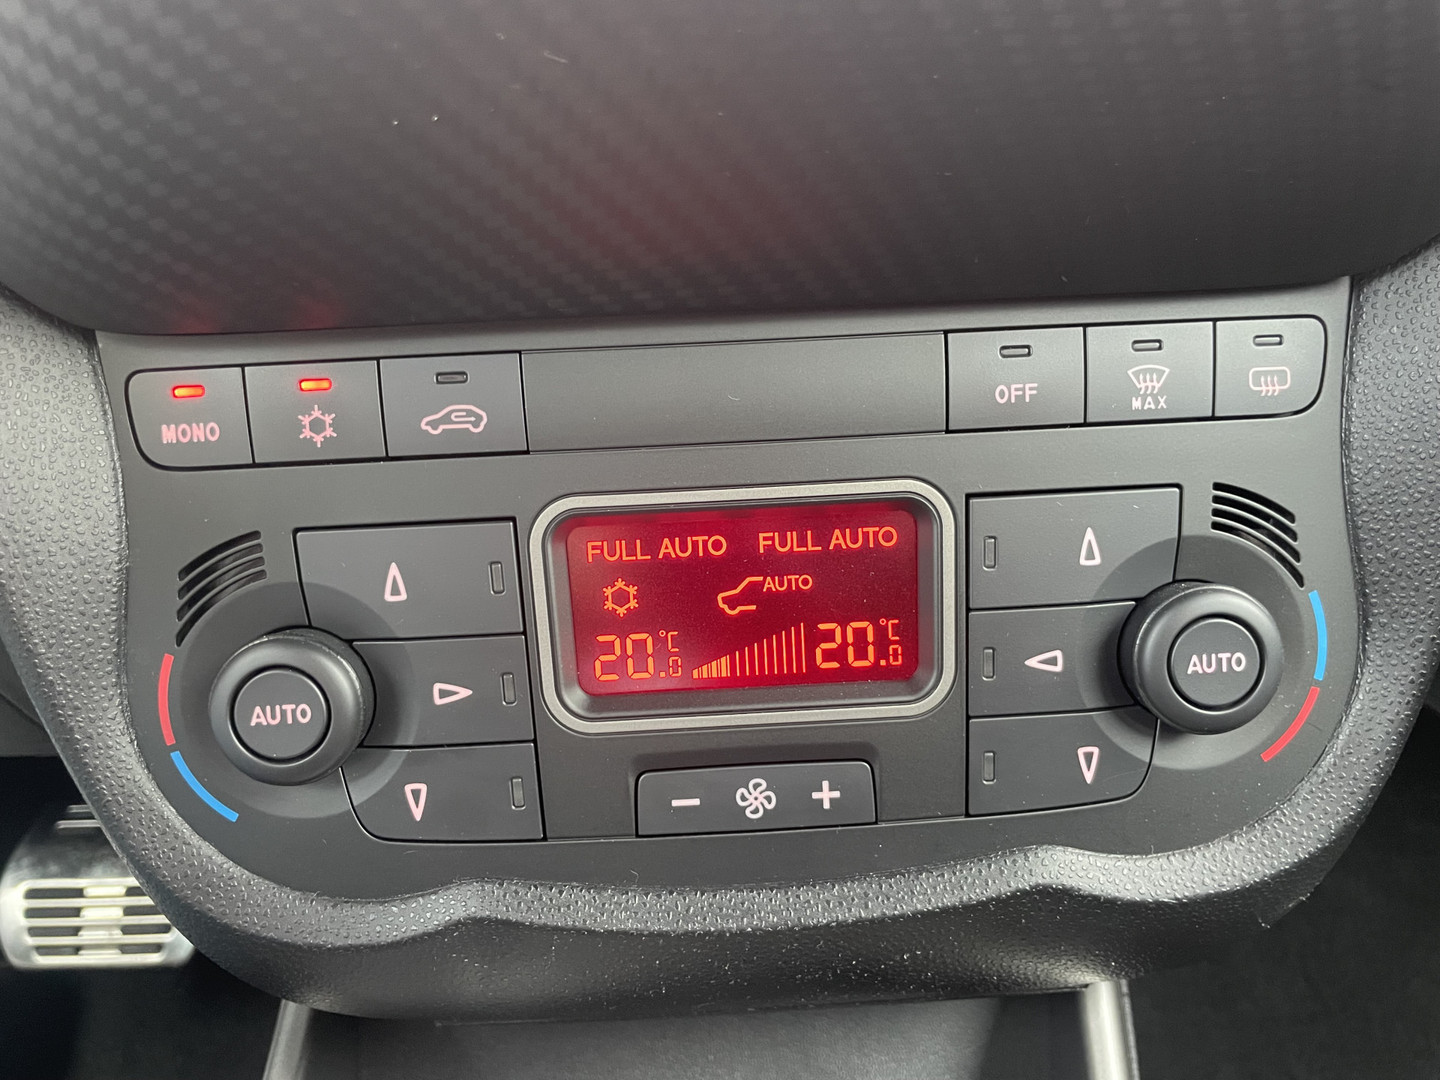 MONO
OFF
MAX
FULL AUTO FULL AUTO
AUTO
20.0 °C 20.0 °C
AUTO
AUTO
- +